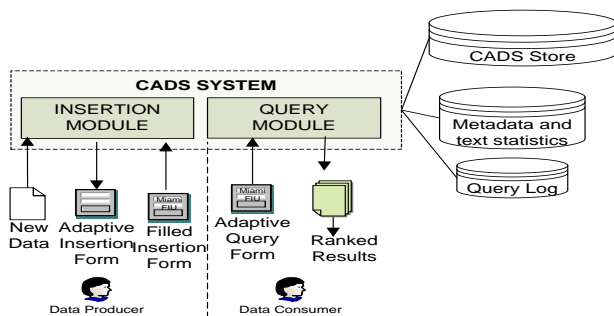 CADS SYSTEM
INSERTION
MODULE
QUERY
MODULE
CADS Store
Metadata and
text statistics
Query Log
New
Data
Adaptive
Insertion
Form
Miami
FIU
Filled
Insertion
Form
Miami
FIU
Adaptive
Query
Form
Ranked
Results
Data Producer
Data Consumer